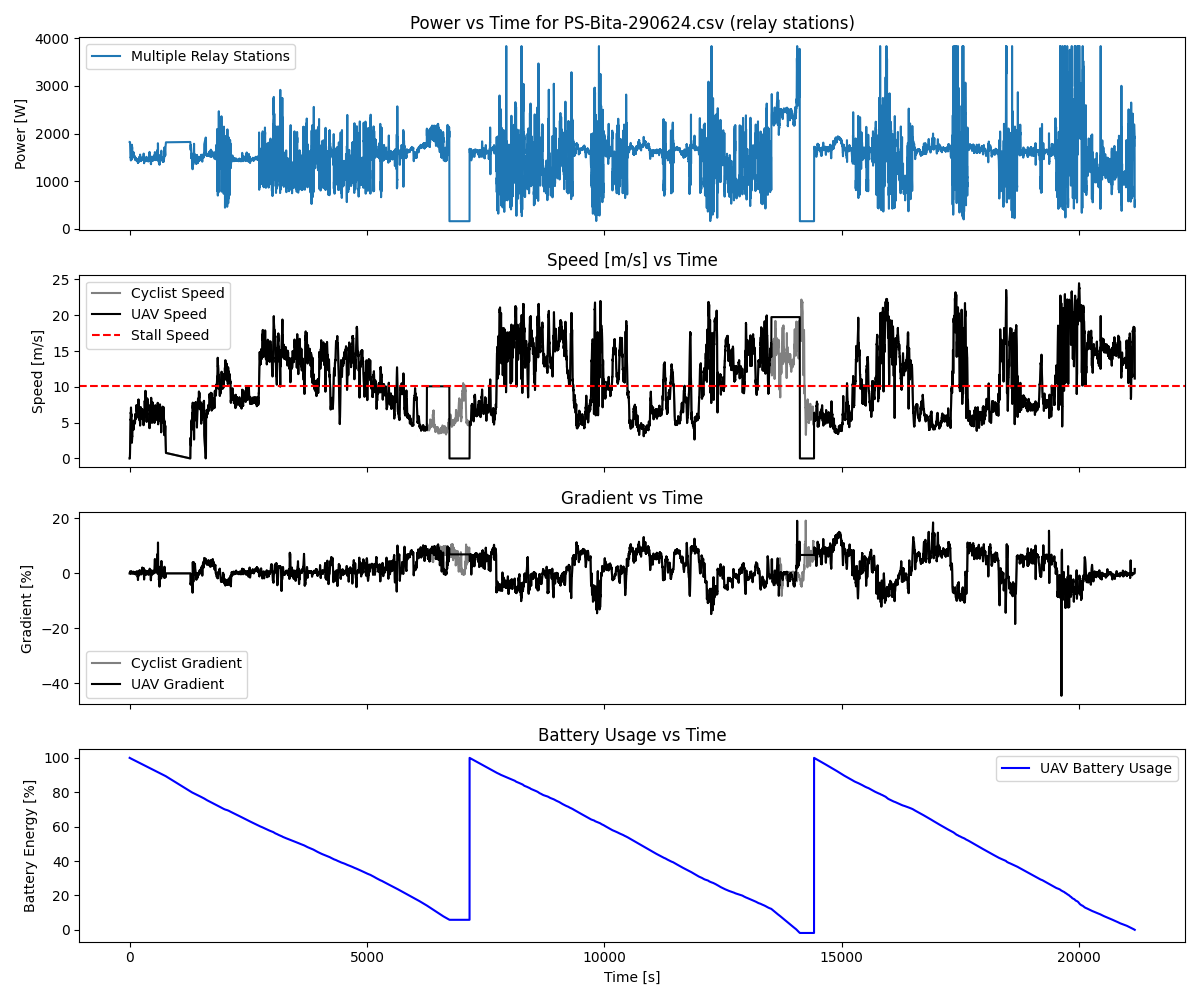 Power vs Time for PS-Bita-290624.csv (relay stations)
4000
3000
2000
1000
0
Power [W]
Multiple Relay Stations
Speed [m/s] vs Time
25
20
15
10
5
0
Speed [m/s]
Cyclist Speed
UAV Speed
Stall Speed
Gradient vs Time
20
0
−20
−40
Gradient [%]
Cyclist Gradient
UAV Gradient
Battery Usage vs Time
100
80
60
40
20
0
Battery Energy [%]
UAV Battery Usage
0 5000 10000 15000 20000
Time [s]